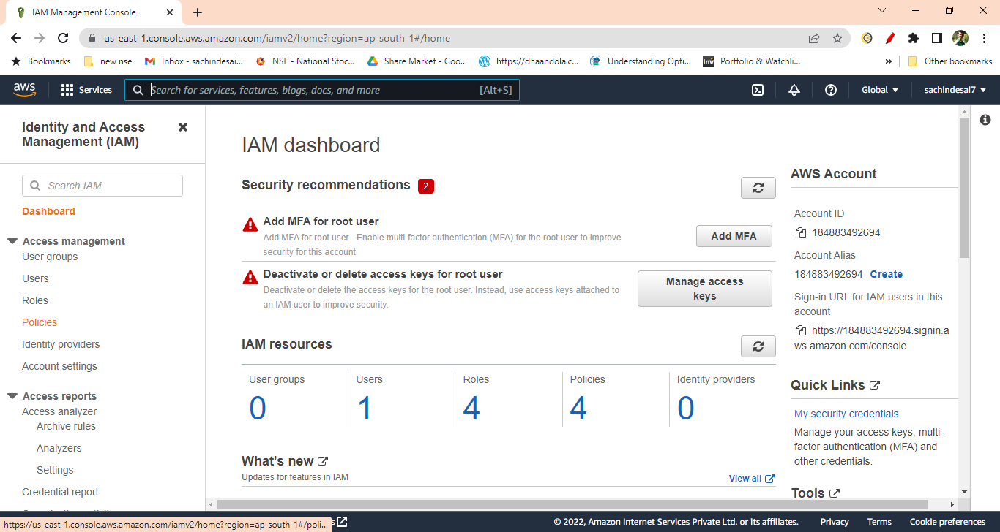 IAM Management Console
us-east-1.console.aws.amazon.com/iamv2/home?region=ap-south-1#/home
Bookmarks new nse Inbox - sachindesai... NSE - National Stoc... Share Market - Goo... https://dhaandola.c... Understanding Opti... Inv Portfolio & Watchli... » Other bookmarks
aws Services Search for services, features, blogs, docs, and more [Alt+S] Global sachindesai7
Identity and Access
Management (IAM)
Search IAM
Dashboard
Access management
User groups
Users
Roles
Policies
Identity providers
Account settings
Access reports
Access analyzer
Archive rules
Analyzers
Settings
Credential report
IAM dashboard
Security recommendations 2
Add MFA for root user
Add MFA for root user - Enable multi-factor authentication (MFA) for the root user to improve
security for this account.
Add MFA
Deactivate or delete access keys for root user
Deactivate or delete the access keys for the root user. Instead, use access keys attached to
an IAM user to improve security.
Manage access
keys
IAM resources
User groups
0
Users
1
Roles
4
Policies
4
Identity providers
0
What's new
Updates for features in IAM
View all
AWS Account
Account ID
184883492694
Account Alias
184883492694 Create
Sign-in URL for IAM users in this
account
https://184883492694.signin.a
ws.amazon.com/console
Quick Links
My security credentials
Manage your access keys, multi-
factor authentication (MFA) and
other credentials.
Tools
https://us-east-1.console.aws.amazon.com/iamv2/home?region=ap-south-1#/poli...
© 2022, Amazon Internet Services Private Ltd. or its affiliates. Privacy Terms Cookie preferences